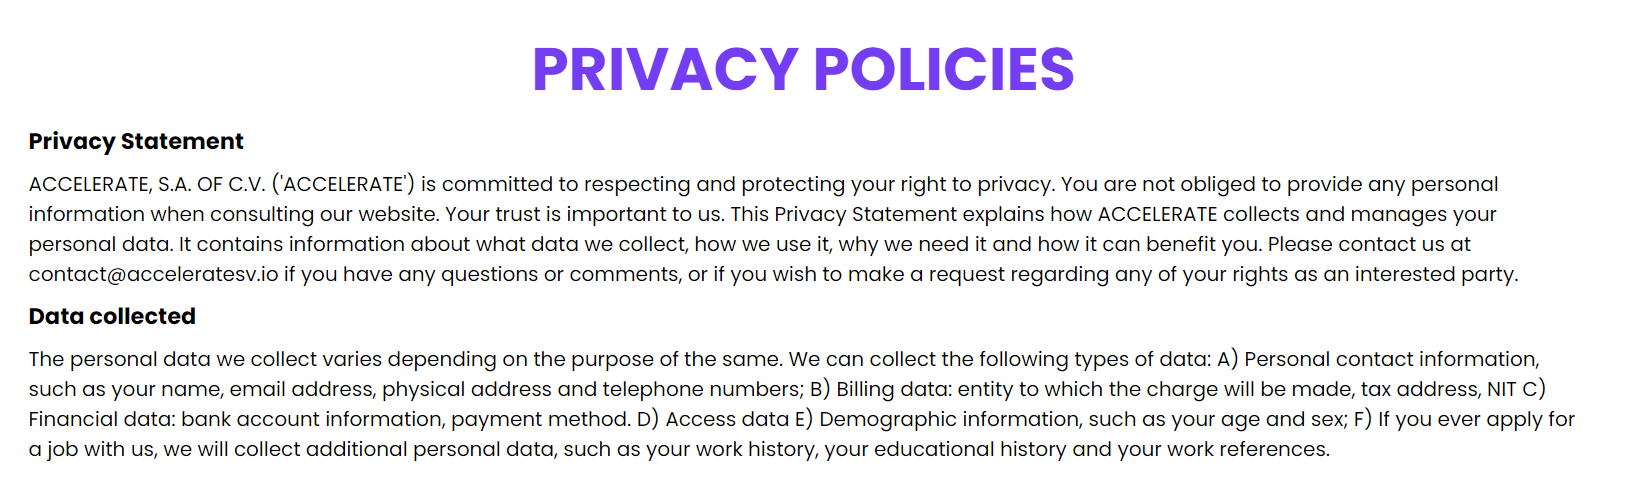 PRIVACY POLICIES
Privacy Statement
ACCELERATE, S.A. OF C.V. ('ACCELERATE') is committed to respecting and protecting your right to privacy. You are not obliged to provide any personal
information when consulting our website. Your trust is important to us. This Privacy Statement explains how ACCELERATE collects and manages your
personal data. It contains information about what data we collect, how we use it, why we need it and how it can benefit you. Please contact us at
contact@acceleratesv.io if you have any questions or comments, or if you wish to make a request regarding any of your rights as an interested party.
Data collected
The personal data we collect varies depending on the purpose of the same. We can collect the following types of data: A) Personal contact information,
such as your name, email address, physical address and telephone numbers; B) Billing data: entity to which the charge will be made, tax address, NIT C)
Financial data: bank account information, payment method. D) Access data E) Demographic information, such as your age and sex; F) If you ever apply for
a job with us, we will collect additional personal data, such as your work history, your educational history and your work references.